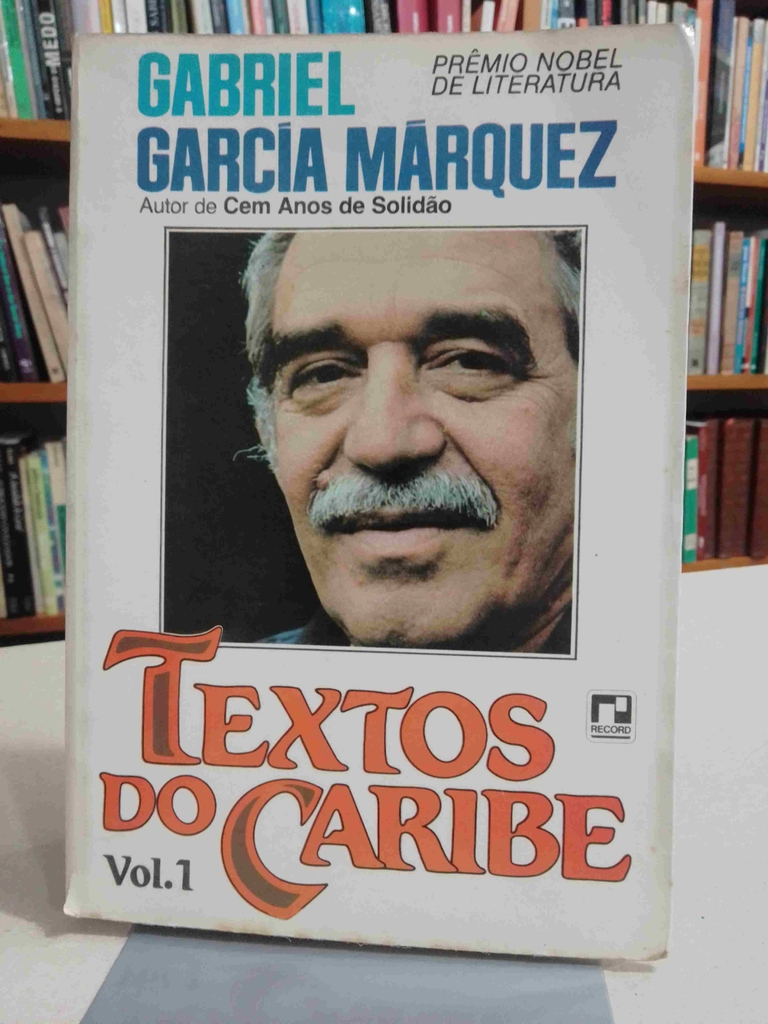 GABRIEL
PRÊMIO NOBEL
DE LITERATURA
GARCÍA MÁRQUEZ
Autor de Cem Anos de Solidão
TEXTOS
DO CARIBE
Vol.1
RECORD
MEDO